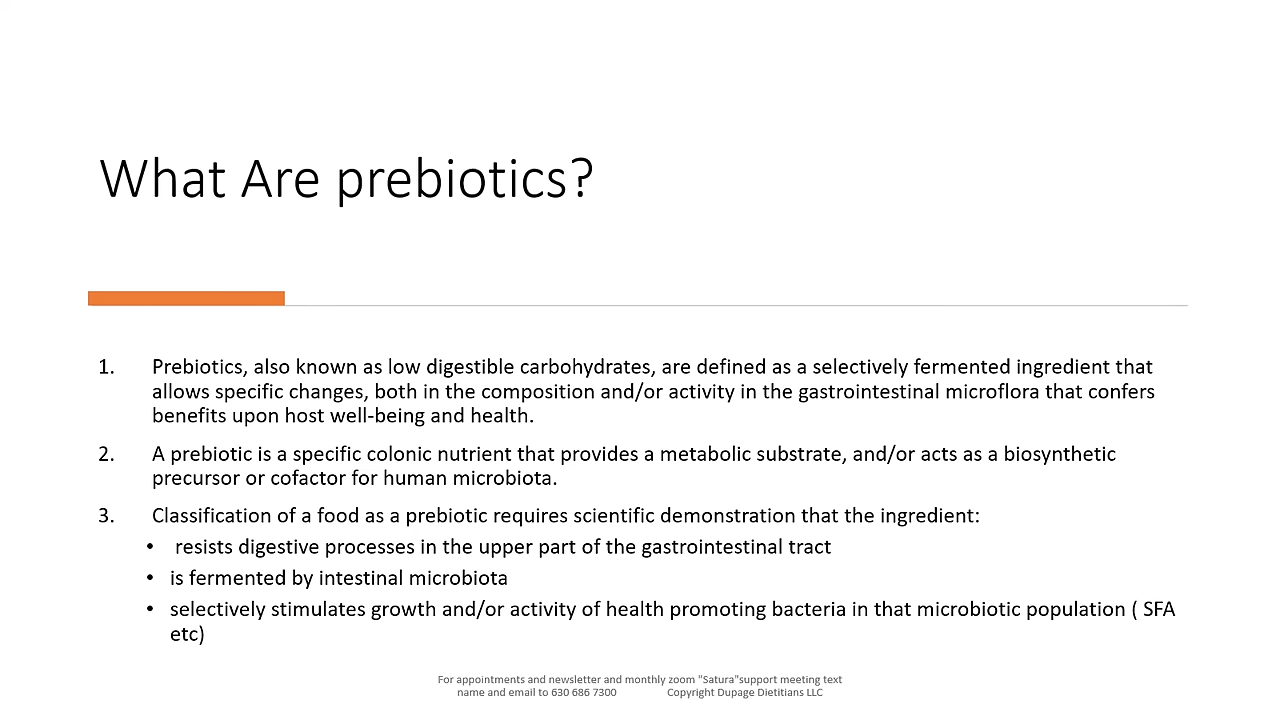 What Are prebiotics?
1. Prebiotics, also known as low digestible carbohydrates, are defined as a selectively fermented ingredient that
allows specific changes, both in the composition and/or activity in the gastrointestinal microflora that confers
benefits upon host well-being and health.
2. A prebiotic is a specific colonic nutrient that provides a metabolic substrate, and/or acts as a biosynthetic
precursor or cofactor for human microbiota.
3. Classification of a food as a prebiotic requires scientific demonstration that the ingredient:
• resists digestive processes in the upper part of the gastrointestinal tract
• is fermented by intestinal microbiota
• selectively stimulates growth and/or activity of health promoting bacteria in that microbiotic population ( SFA
etc)
For appointments and newsletter and monthly zoom "Satura"support meeting text
name and email to 630 686 7300 Copyright Dupage Dietitians LLC